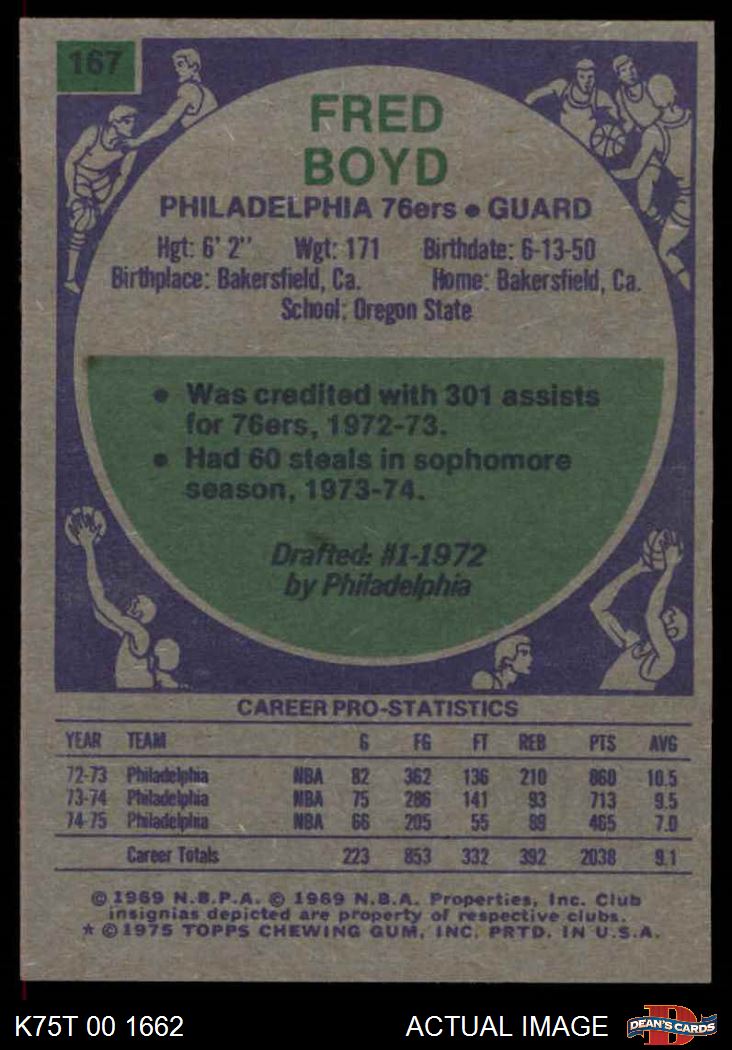 167
FRED
BOYD
PHILADELPHIA 76ers • GUARD
Hgt: 6' 2'' Wgt: 171 Birthdate: 6-13-50
Birthplace: Bakersfield, Ca. Home: Bakersfield, Ca.
School: Oregon State
• Was credited with 301 assists
for 76ers, 1972-73.
• Had 60 steals in sophomore
season, 1973-74.
Drafted: #1-1972
by Philadelphia
CAREER PRO-STATISTICS
YEAR TEAM G FG FT REB PTS AVG
72-73 Philadelphia NBA 82 362 136 210 860 10.5
73-74 Philadelphia NBA 75 286 141 93 713 9.5
74-75 Philadelphia NBA 66 205 55 89 465 7.0
Career Totals 223 853 332 392 2038 9.1
© 1969 N.B.P.A. © 1969 N.B.A. Properties, Inc. Club
insignias depicted are property of respective clubs.
* © 1975 TOPPS CHEWING GUM, INC. PRTD. IN U.S.A.
K75T 00 1662 ACTUAL IMAGE D DEAN'S CARDS